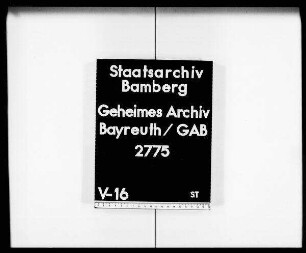 Staatsarchiv
Bamberg
Geheimes Archiv
Bayreuth / GAB
2775
V-16 ST